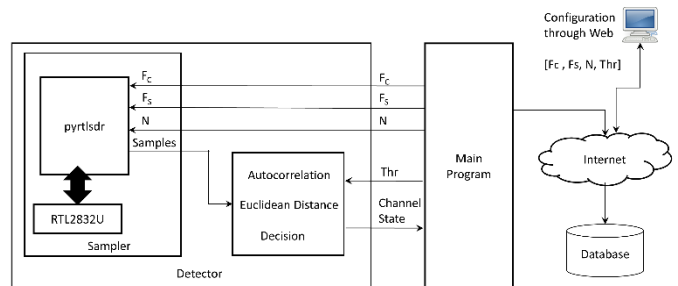 Configuration
through Web
[Fc , Fs, N, Thr]
FC
FC
FS
FS
N
N
pyrtlsdr
Samples
RTL2832U
Sampler
Autocorrelation
Euclidean Distance
Decision
Detector
Thr
Channel
State
Main
Program
Internet
Database